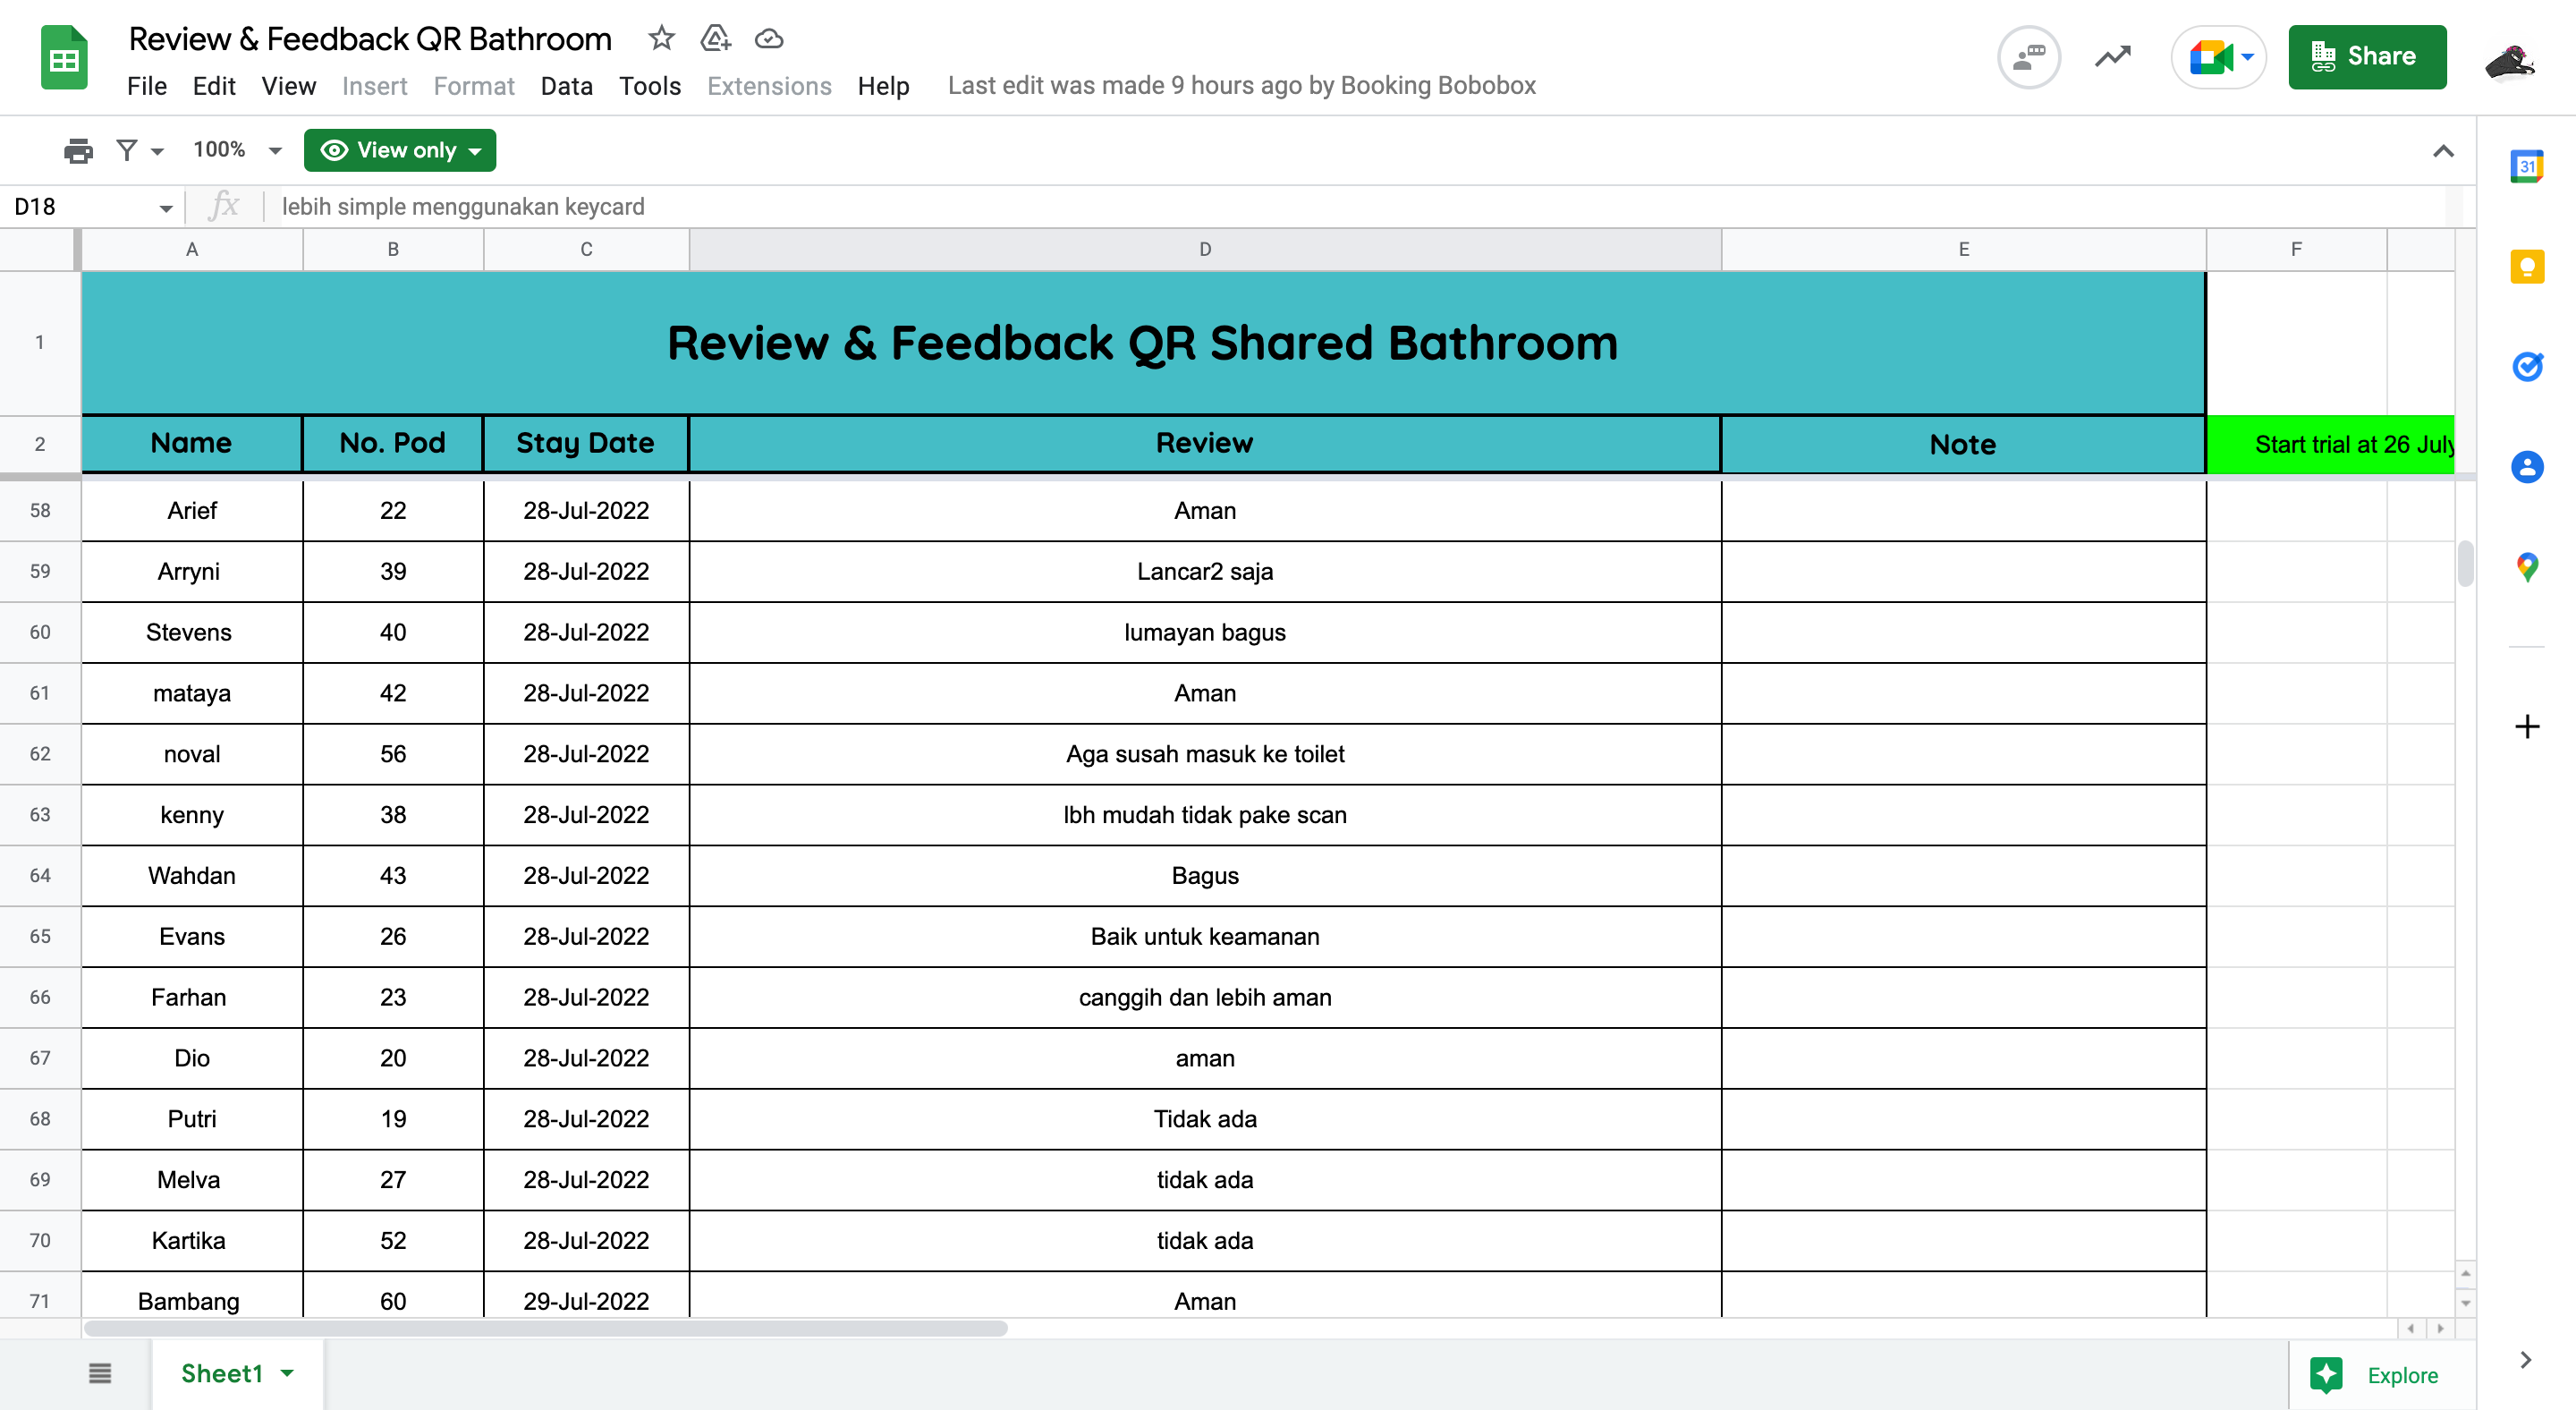 Review & Feedback QR Bathroom
File Edit View Insert Format Data Tools Extensions Help Last edit was made 9 hours ago by Booking Bobobox
Share
100% View only
D18 fx lebih simple menggunakan keycard
31
A B C D E F
1 Review & Feedback QR Shared Bathroom
2 Name No. Pod Stay Date Review Note Start trial at 26 July
58 Arief 22 28-Jul-2022 Aman
59 Arryni 39 28-Jul-2022 Lancar2 saja
60 Stevens 40 28-Jul-2022 lumayan bagus
61 mataya 42 28-Jul-2022 Aman
62 noval 56 28-Jul-2022 Aga susah masuk ke toilet
63 kenny 38 28-Jul-2022 lbh mudah tidak pake scan
64 Wahdan 43 28-Jul-2022 Bagus
65 Evans 26 28-Jul-2022 Baik untuk keamanan
66 Farhan 23 28-Jul-2022 canggih dan lebih aman
67 Dio 20 28-Jul-2022 aman
68 Putri 19 28-Jul-2022 Tidak ada
69 Melva 27 28-Jul-2022 tidak ada
70 Kartika 52 28-Jul-2022 tidak ada
71 Bambang 60 29-Jul-2022 Aman
Sheet1 Explore